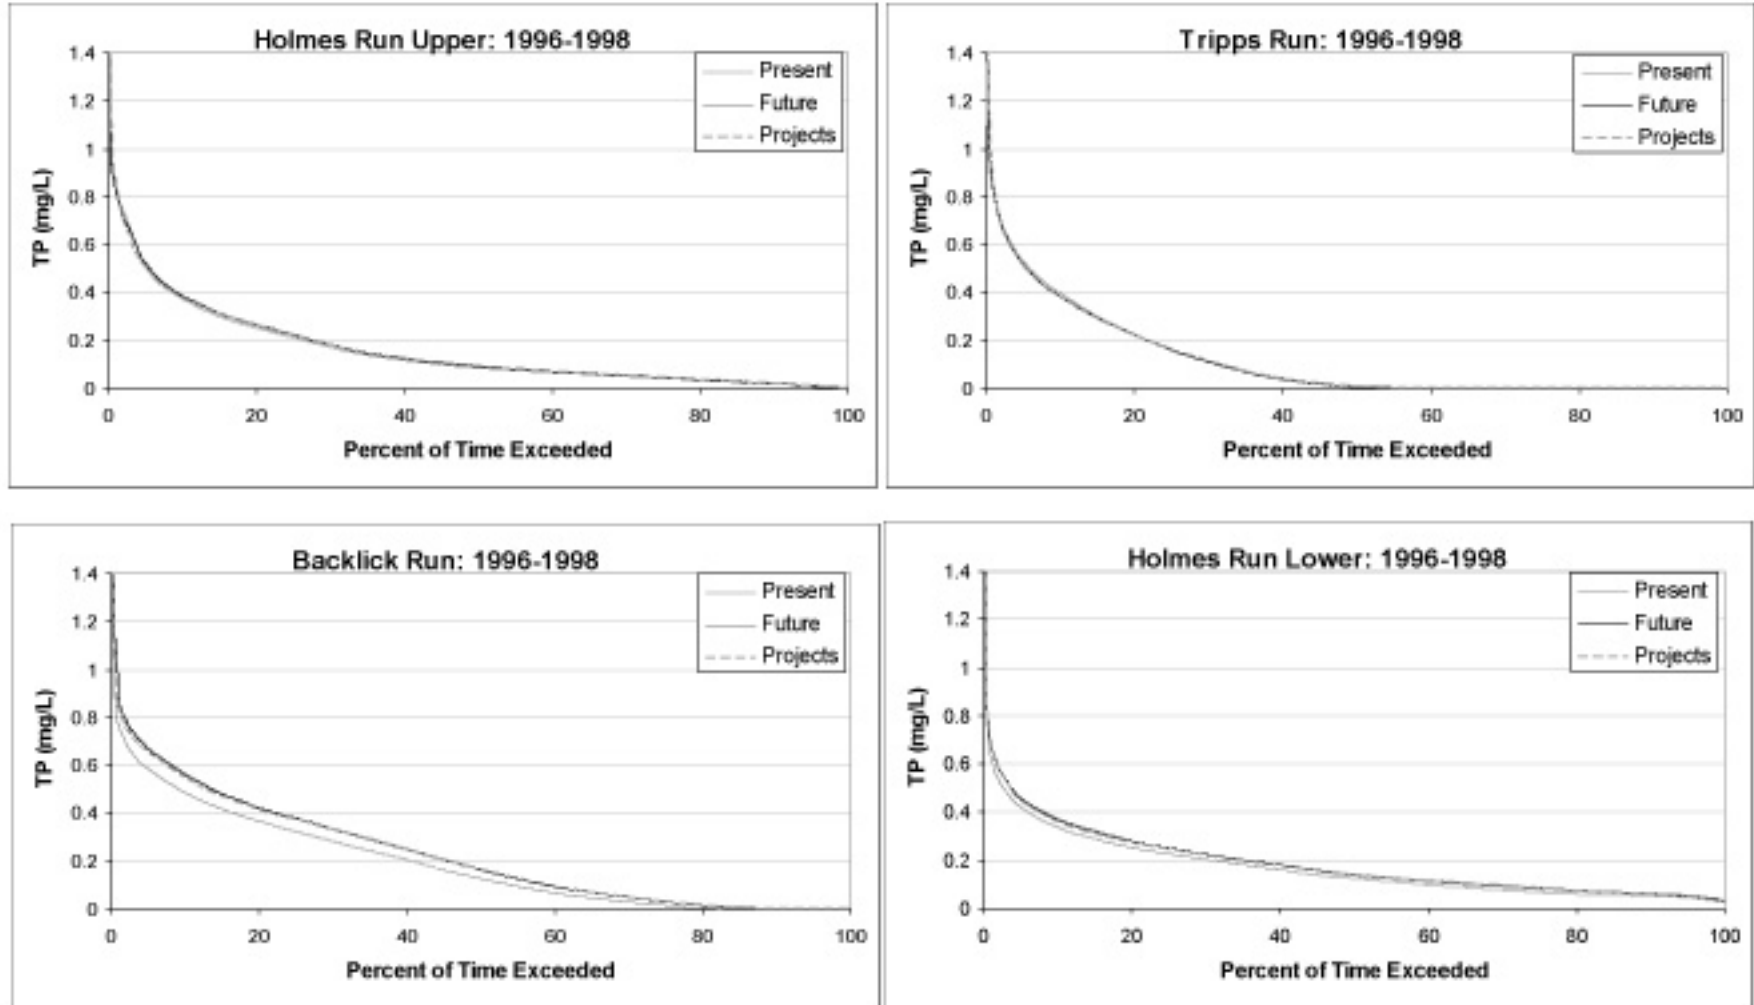 Holmes Run Upper: 1996-1998
1.4
1.2
1
0.8
0.6
0.4
0.2
0
TP (mg/L)
Present
Future
Projects
0 20 40 60 80 100
Percent of Time Exceeded
Tripps Run: 1996-1998
1.4
1.2
1
0.8
0.6
0.4
0.2
0
TP (mg/L)
Present
Future
Projects
0 20 40 60 80 100
Percent of Time Exceeded
Backlick Run: 1996-1998
1.4
1.2
1
0.8
0.6
0.4
0.2
0
TP (mg/L)
Present
Future
Projects
0 20 40 60 80 100
Percent of Time Exceeded
Holmes Run Lower: 1996-1998
1.4
1.2
1
0.8
0.6
0.4
0.2
0
TP (mg/L)
Present
Future
Projects
0 20 40 60 80 100
Percent of Time Exceeded